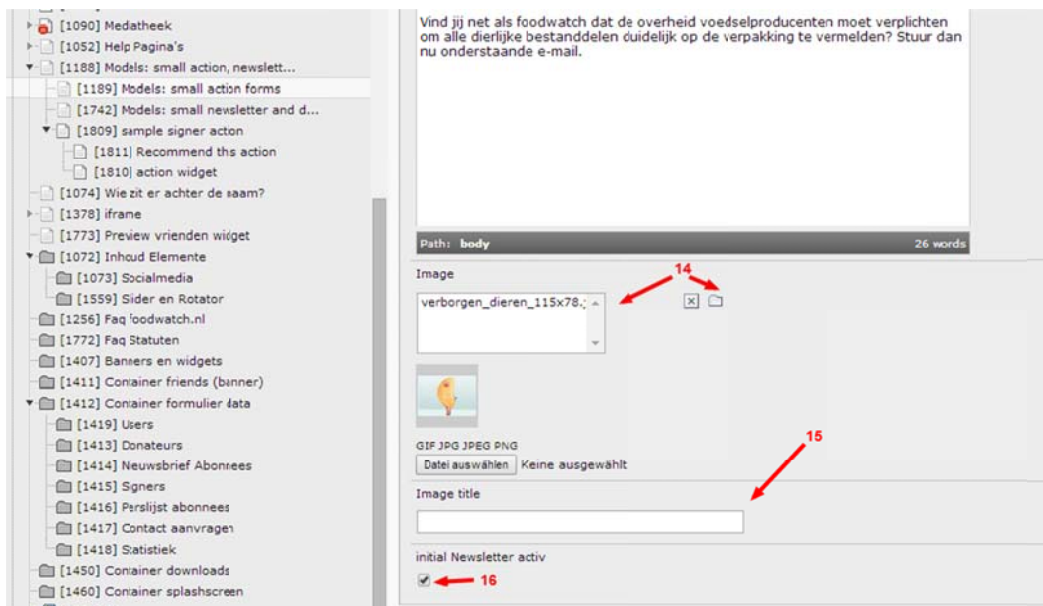 [1090] Medatheek
[1052] Help Pagina's
[1188] Models: small action, newslett...
[1189] Models: small action forms
[1742] Models: small newsletter and d...
[1809] sample signer acton
[1811] Recommend ths action
[1810] action widget
[1074] Wie zit er achter de naam?
[1378] iframe
[1773] Preview vrienden widget
[1072] Inhoud Elemente
[1073] Socialmedia
[1559] Sider en Rotator
[1256] Faq foodwatch.nl
[1772] Faq Statuten
[1407] Banners en widgets
[1411] Container friends (banner)
[1412] Container formulier data
[1419] Users
[1413] Donateurs
[1414] Neuwsbrief Abonnees
[1415] Signers
[1416] Perslijst abonnees
[1417] Contact aanvragen
[1418] Statistiek
[1450] Container downloads
[1460] Container splashscreen
Vind jij net als foodwatch dat de overheid voedselproducenten moet verplichten
om alle dierlijke bestanddelen duidelijk op de verpakking te vermelden? Stuur dan
nu onderstaande e-mail.
Path: body 26 words
Image
14
verborgen_dieren_115x78.j
GIF JPG JPEG PNG
Datei auswählen Keine ausgewählt
15
Image title
initial Newsletter activ
16